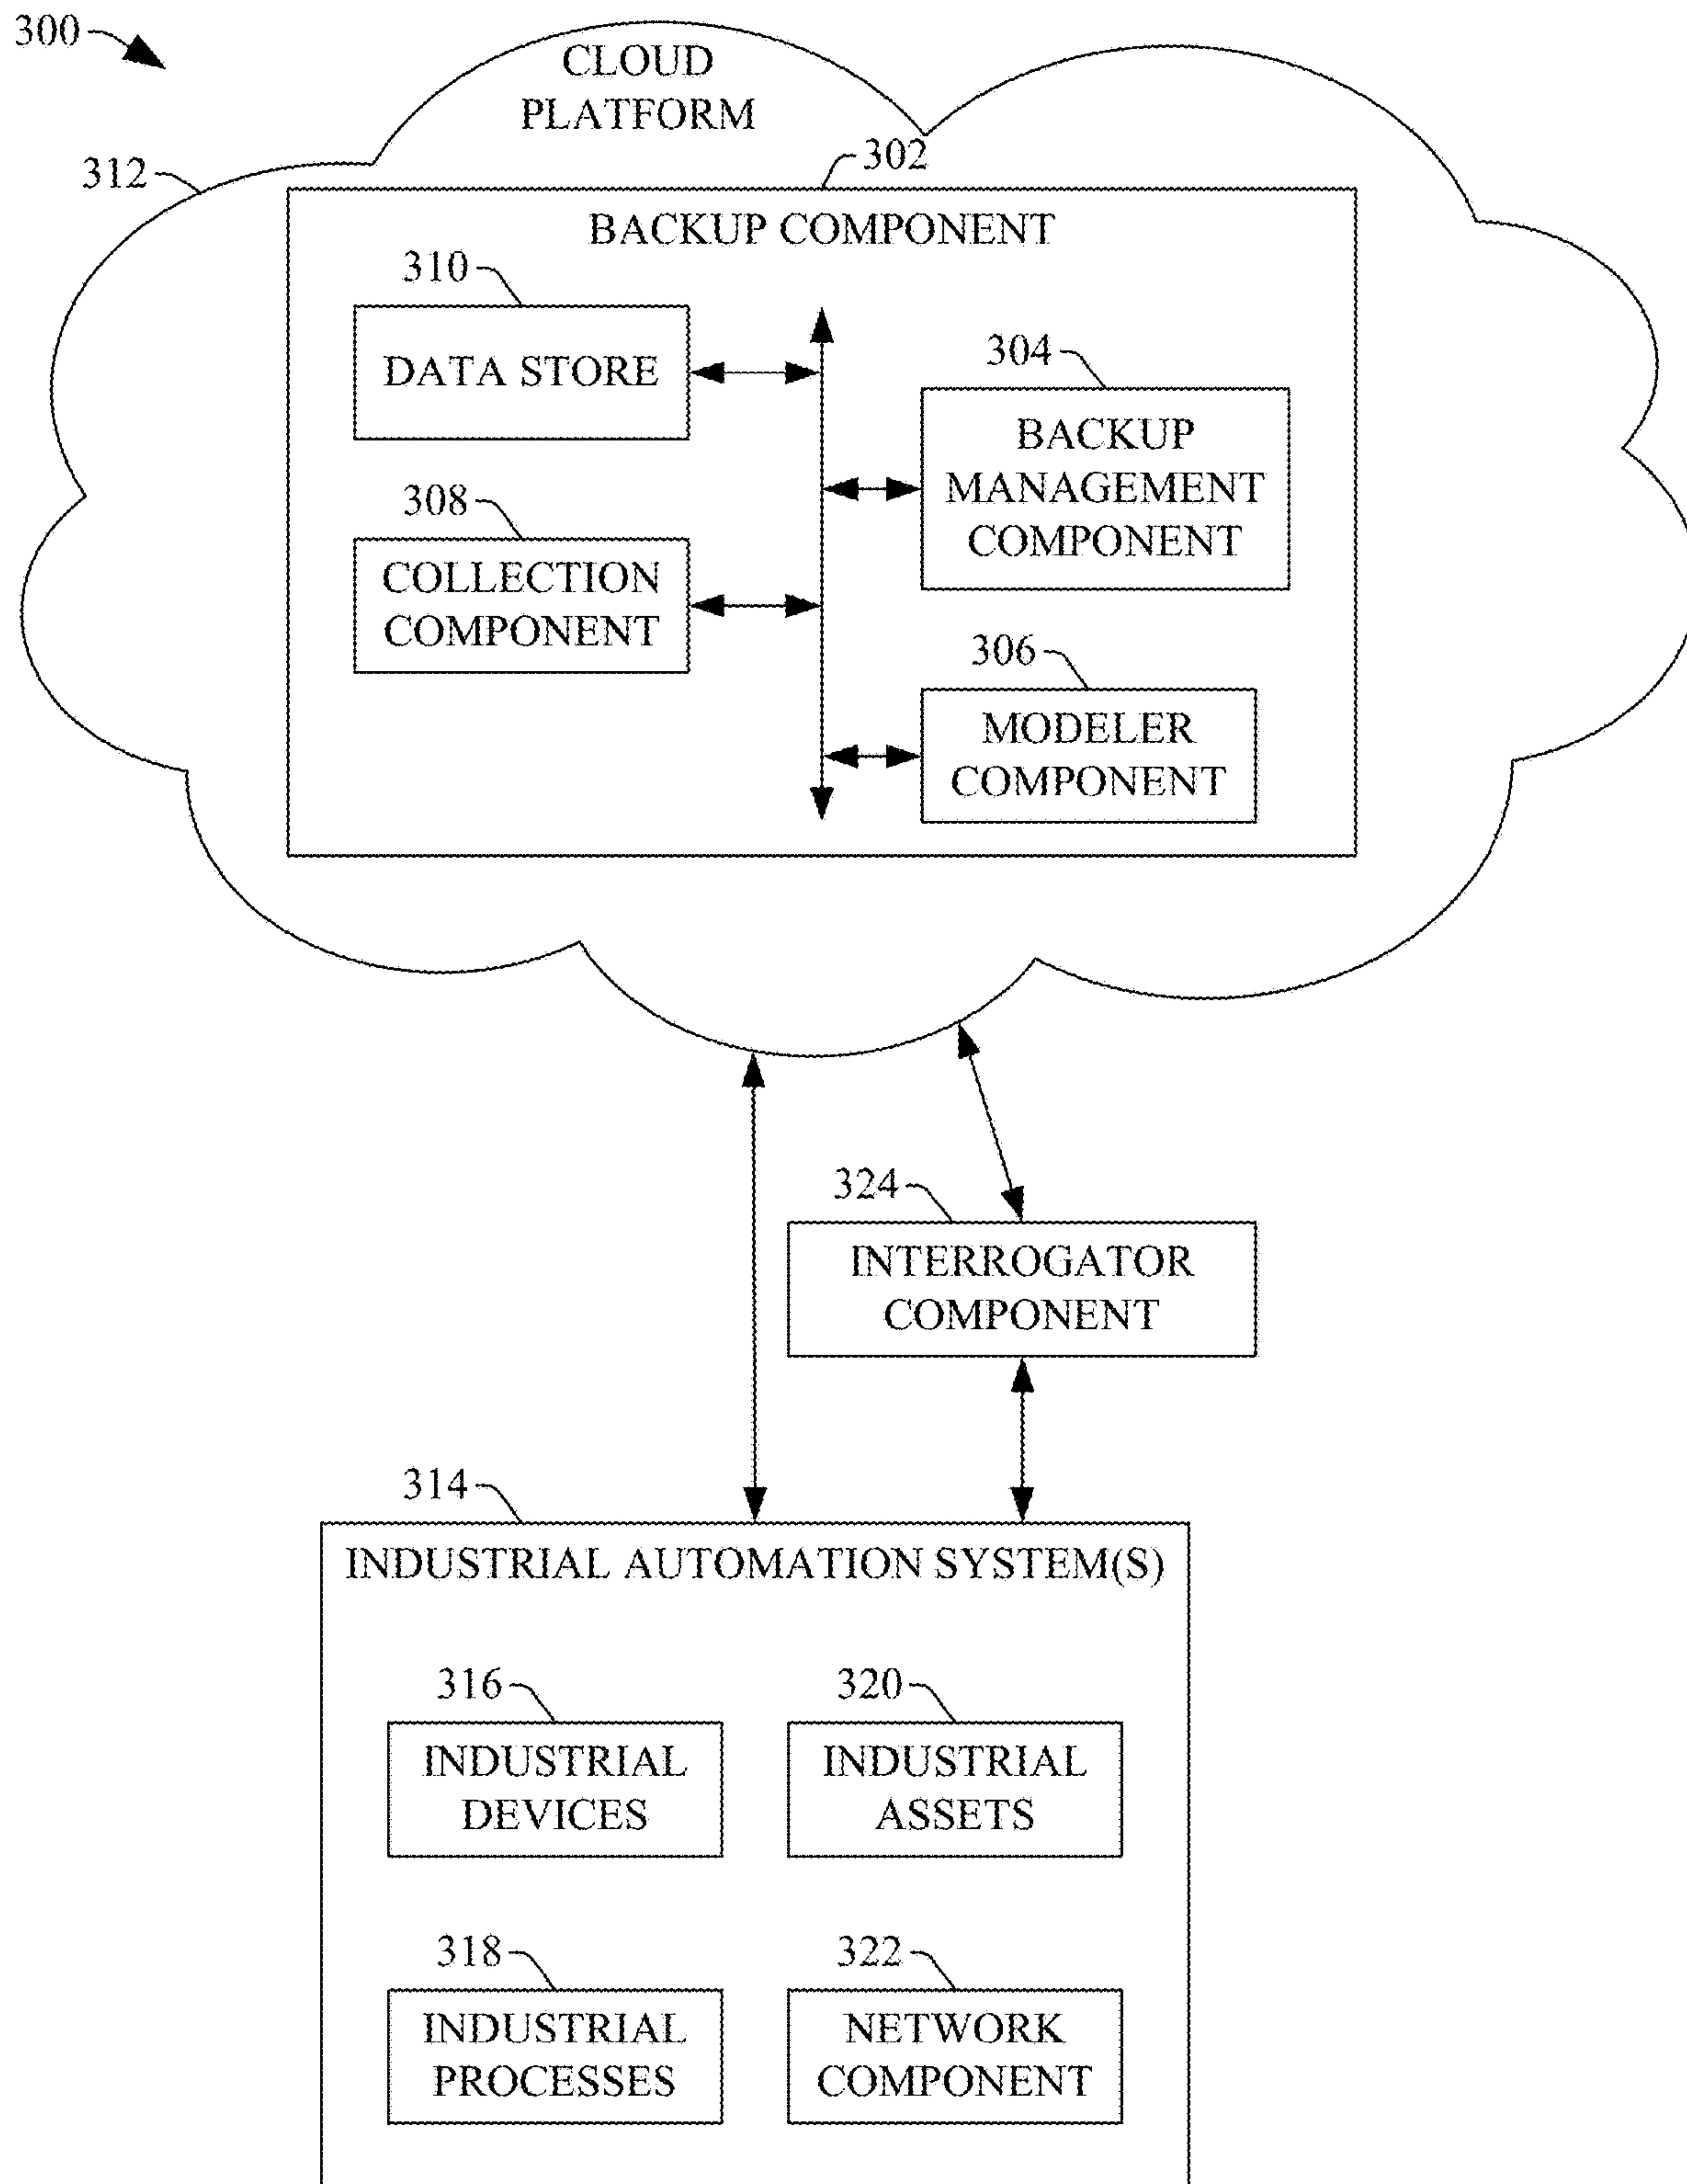 300
CLOUD
PLATFORM
312
302
BACKUP COMPONENT
310
DATA STORE
304
BACKUP
MANAGEMENT
COMPONENT
308
COLLECTION
COMPONENT
306
MODELER
COMPONENT
324
INTERROGATOR
COMPONENT
314
INDUSTRIAL AUTOMATION SYSTEM(S)
316
INDUSTRIAL
DEVICES
320
INDUSTRIAL
ASSETS
318
INDUSTRIAL
PROCESSES
322
NETWORK
COMPONENT